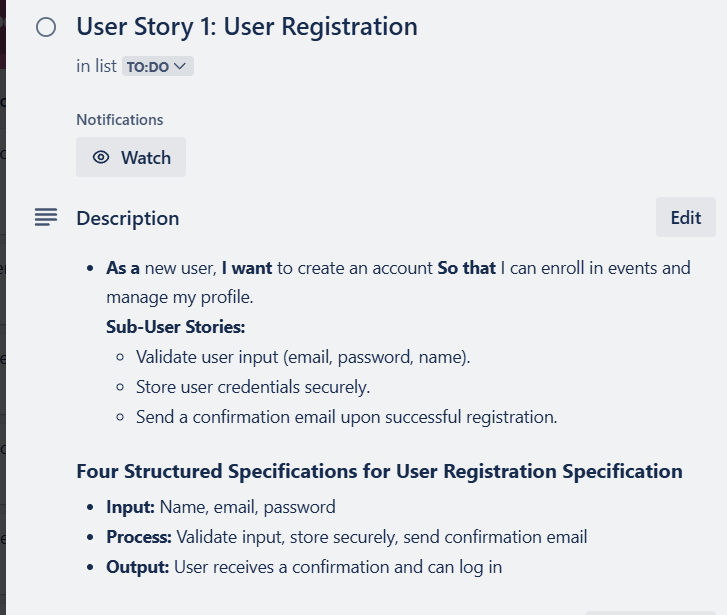 User Story 1: User Registration
in list TO:DO
Notifications
Watch
Description
Edit
As a new user, I want to create an account So that I can enroll in events and
manage my profile.
Sub-User Stories:
Validate user input (email, password, name).
Store user credentials securely.
Send a confirmation email upon successful registration.
Four Structured Specifications for User Registration Specification
Input: Name, email, password
Process: Validate input, store securely, send confirmation email
Output: User receives a confirmation and can log in